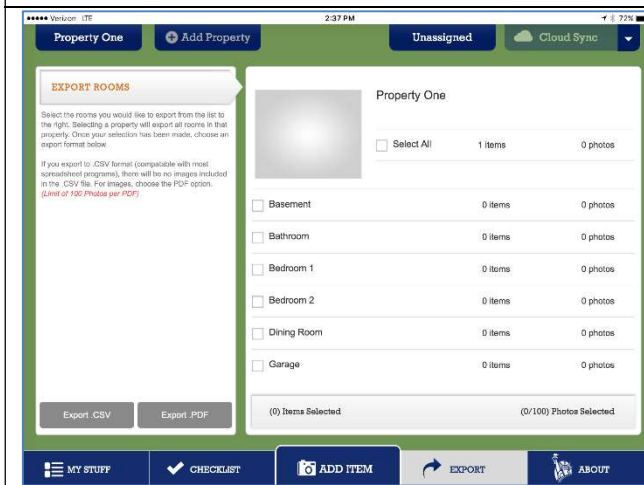 Verizon LTE 2:37 PM 72%
Property One Add Property Unassigned Cloud Sync
EXPORT ROOMS
Select the rooms you would like to export from the list to
the right. Selecting a property will export all rooms in that
property. Once your selection has been made, choose an
export format below.
If you export to .CSV format (compatable with most
spreadsheet programs), there will be no images included
in the .CSV file. For images, choose the PDF option.
(Limit of 100 Photos per PDF)
Export .CSV Export .PDF
Property One
Select All 1 items 0 photos
Basement 0 items 0 photos
Bathroom 0 items 0 photos
Bedroom 1 0 items 0 photos
Bedroom 2 0 items 0 photos
Dining Room 0 items 0 photos
Garage 0 items 0 photos
(0) Items Selected (0/100) Photos Selected
MY STUFF CHECKLIST ADD ITEM EXPORT ABOUT